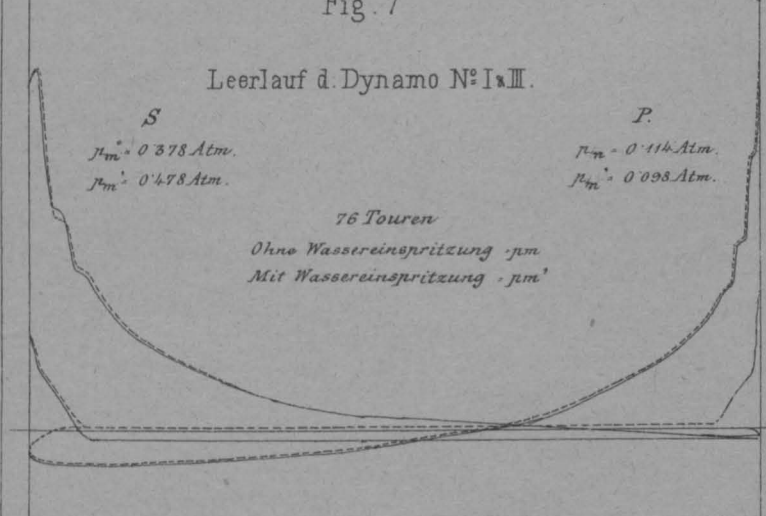 Fig. 7
Leerlauf d. Dynamo Nº I & III.
S
P.
pm = 0·378 Atm.
pm' = 0·478 Atm.
pm = 0·114 Atm.
pm' = 0·098 Atm.
76 Touren
Ohne Wassereinspritzung = pm
Mit Wassereinspritzung = pm'